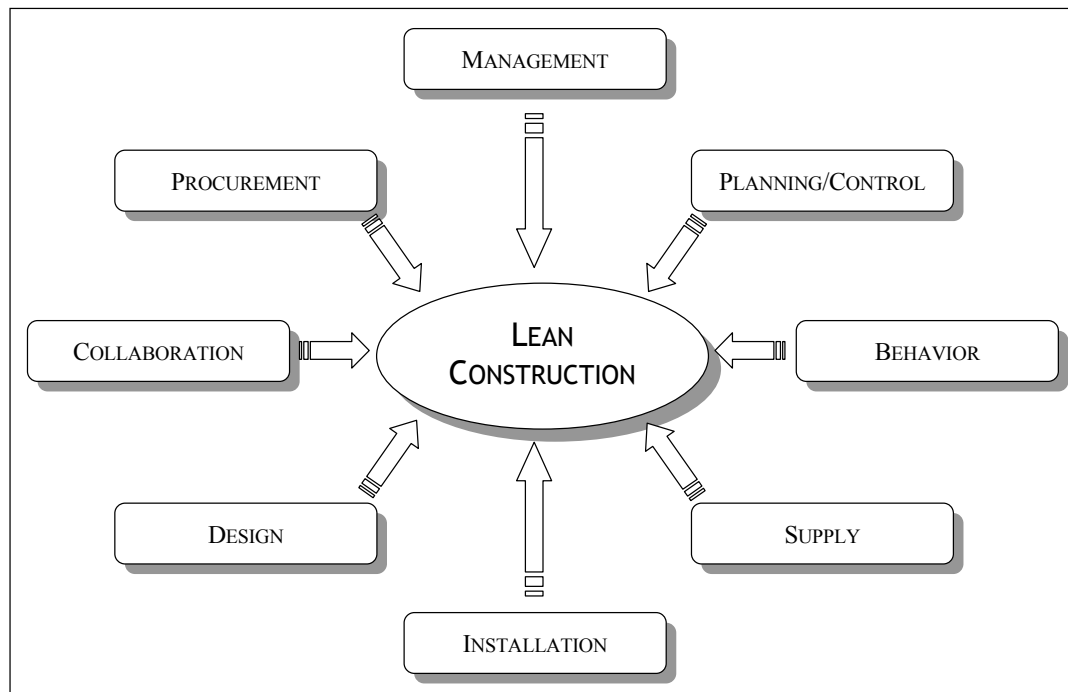 MANAGEMENT
PROCUREMENT
PLANNING/CONTROL
COLLABORATION
LEAN
CONSTRUCTION
BEHAVIOR
DESIGN
SUPPLY
INSTALLATION